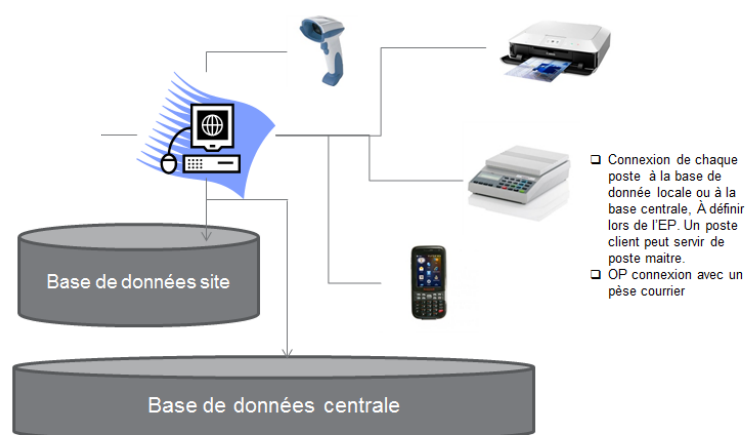 Connexion de chaque
poste à la base de
donnée locale ou à la
base centrale, À définir
lors de l'EP. Un poste
client peut servir de
poste maitre.
OP connexion avec un
pèse courrier
Base de données site
Base de données centrale